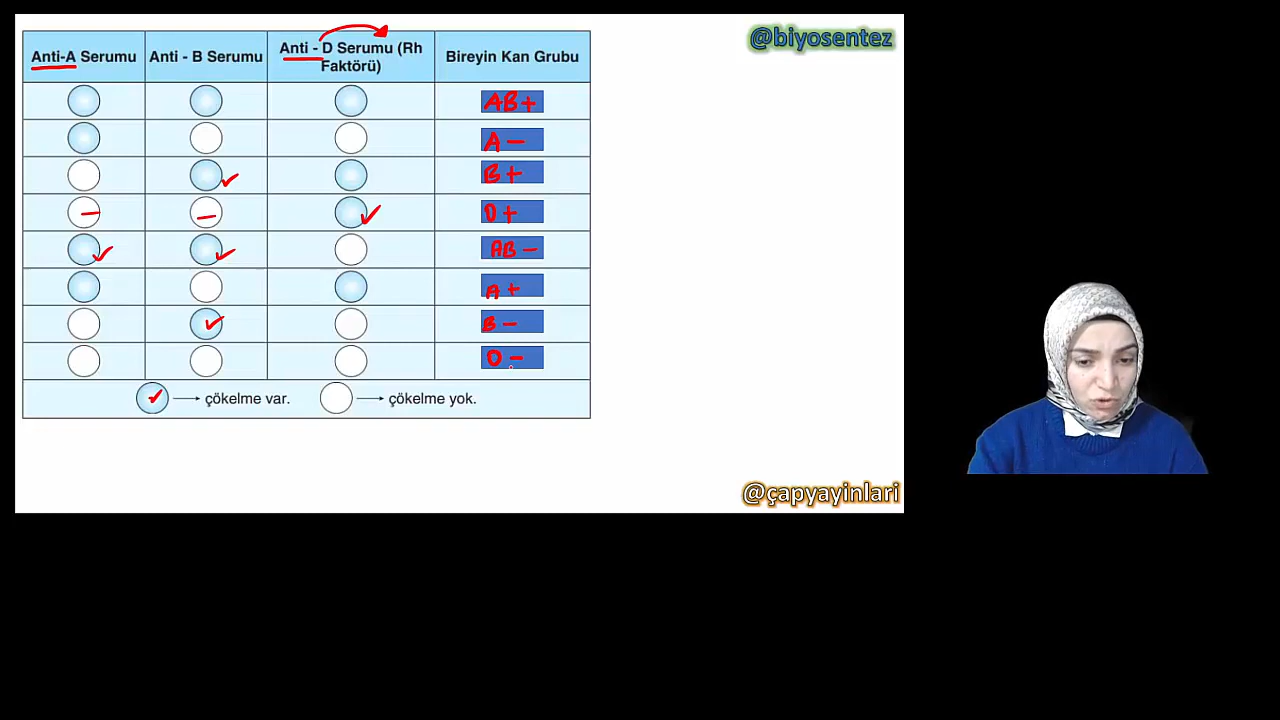 @biyosentez
Anti-A Serumu
Anti - B Serumu
Anti - D Serumu (Rh
Faktörü)
Bireyin Kan Grubu
AB+
A-
B+
0+
AB-
A+
B-
0-
çökelme var.
çökelme yok.
@çapyayinlari